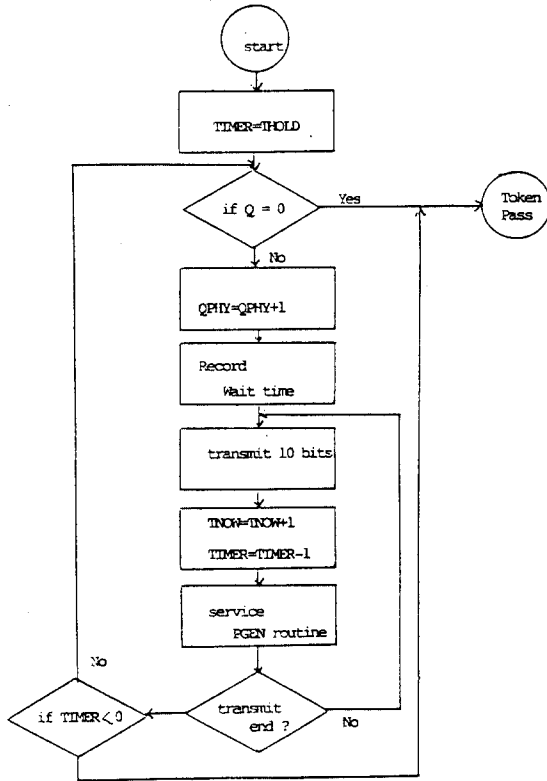 start
TIMER=THOLD
if Q = 0
Yes
Token
Pass
No
QPHY=QPHY+1
Record
Wait time
transmit 10 bits
TNOW=TNOW+1
TIMER=TIMER-1
service
PGEN routine
No
if TIMER< 0
transmit
end ?
No